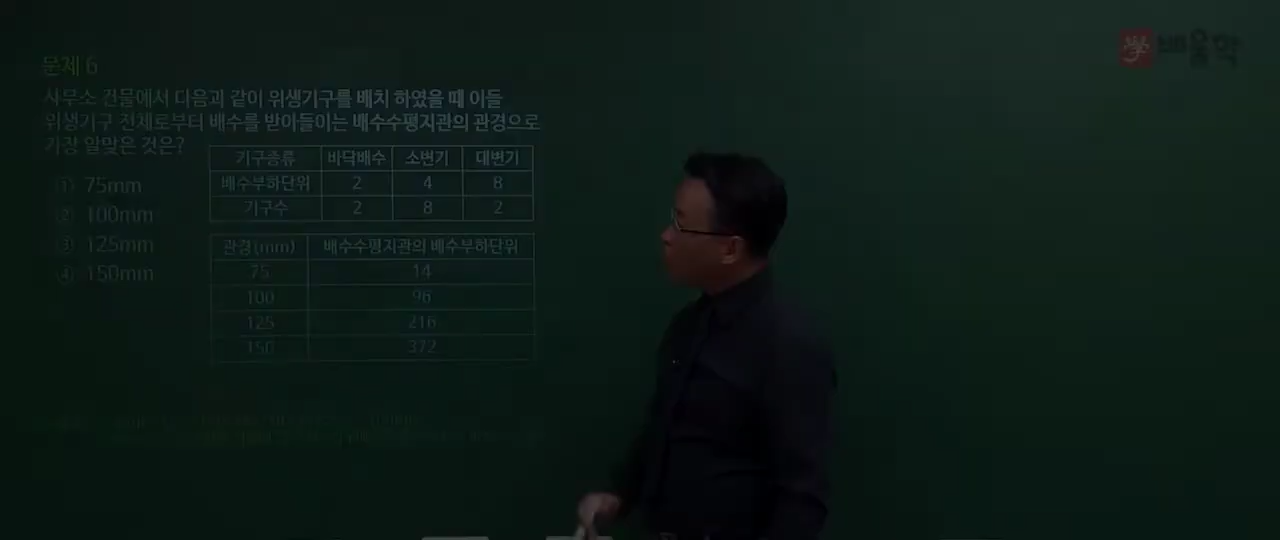 學 배움학
문제 6
사무소 건물에서 다음과 같이 위생기구를 배치 하였을 때 이들
위생기구 전체로부터 배수를 받아들이는 배수수평지관의 관경으로
가장 알맞은 것은?
① 75mm
② 100mm
③ 125mm
④ 150mm
기구종류 바닥배수 소변기 대변기
배수부하단위 2 4 8
기구수 2 8 2
관경(mm) 배수수평지관의 배수부하단위
75 14
100 96
125 216
150 372